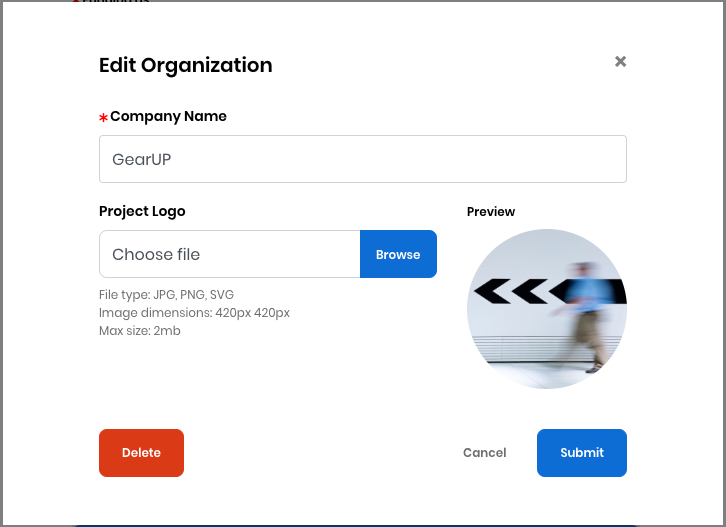 Edit Organization
×
* Company Name
GearUP
Project Logo
Preview
Choose file
Browse
File type: JPG, PNG, SVG
Image dimensions: 420px 420px
Max size: 2mb
Delete
Cancel
Submit